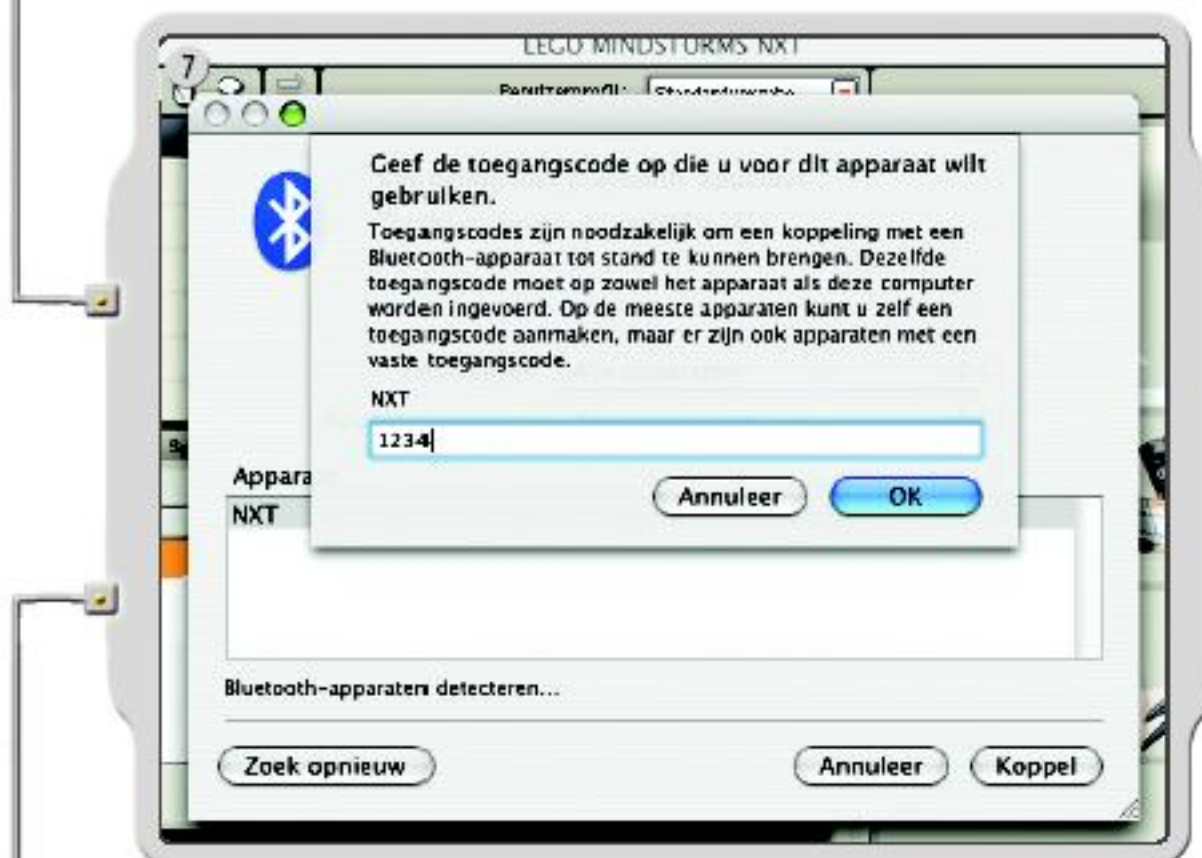 7
LEGO MINDSTORMS NXT
Geef de toegangscode op die u voor dit apparaat wilt
gebruiken.
Toegangscodes zijn noodzakelijk om een koppeling met een
Bluetooth-apparaat tot stand te kunnen brengen. Dezelfde
toegangscode moet op zowel het apparaat als deze computer
worden ingevoerd. Op de meeste apparaten kunt u zelf een
toegangscode aanmaken, maar er zijn ook apparaten met een
vaste toegangscode.
NXT
1234
Annuleer OK
Appara
NXT
Bluetooth-apparaten detecteren...
Zoek opnieuw Annuleer Koppel